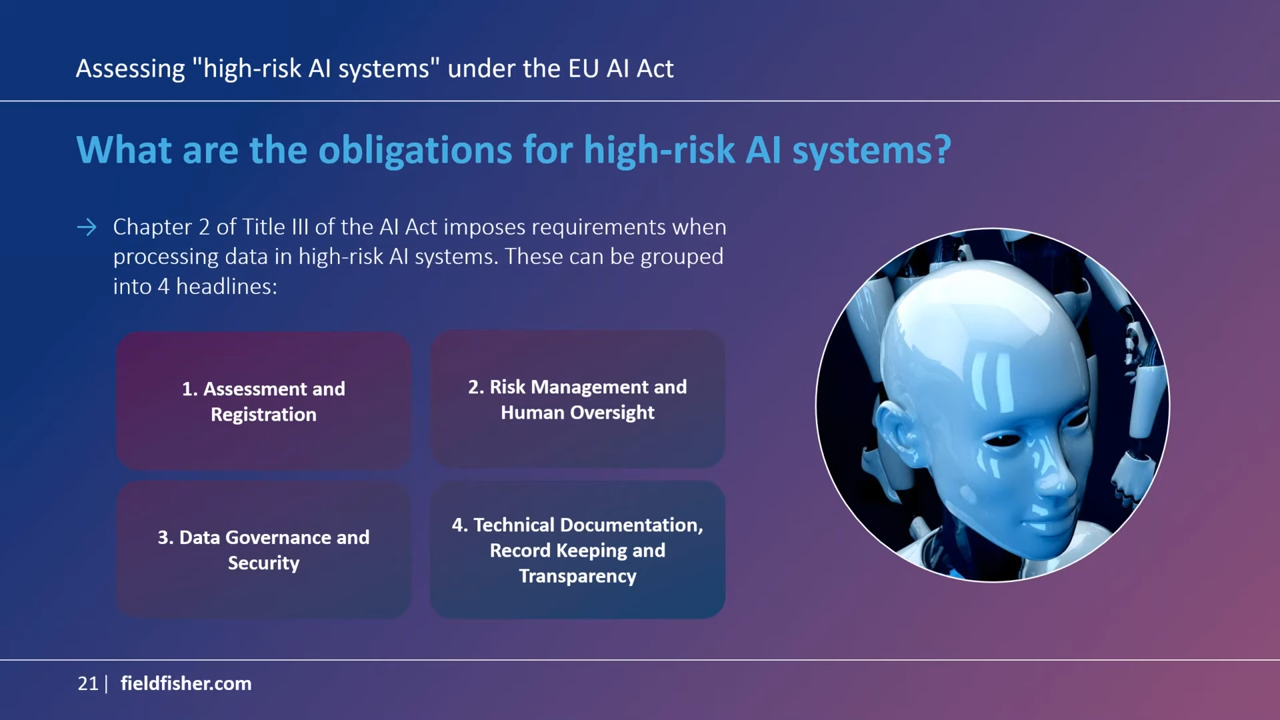 Assessing "high-risk AI systems" under the EU AI Act
What are the obligations for high-risk AI systems?
→ Chapter 2 of Title III of the AI Act imposes requirements when
processing data in high-risk AI systems. These can be grouped
into 4 headlines:
1. Assessment and
Registration
2. Risk Management and
Human Oversight
3. Data Governance and
Security
4. Technical Documentation,
Record Keeping and
Transparency
21| fieldfisher.com